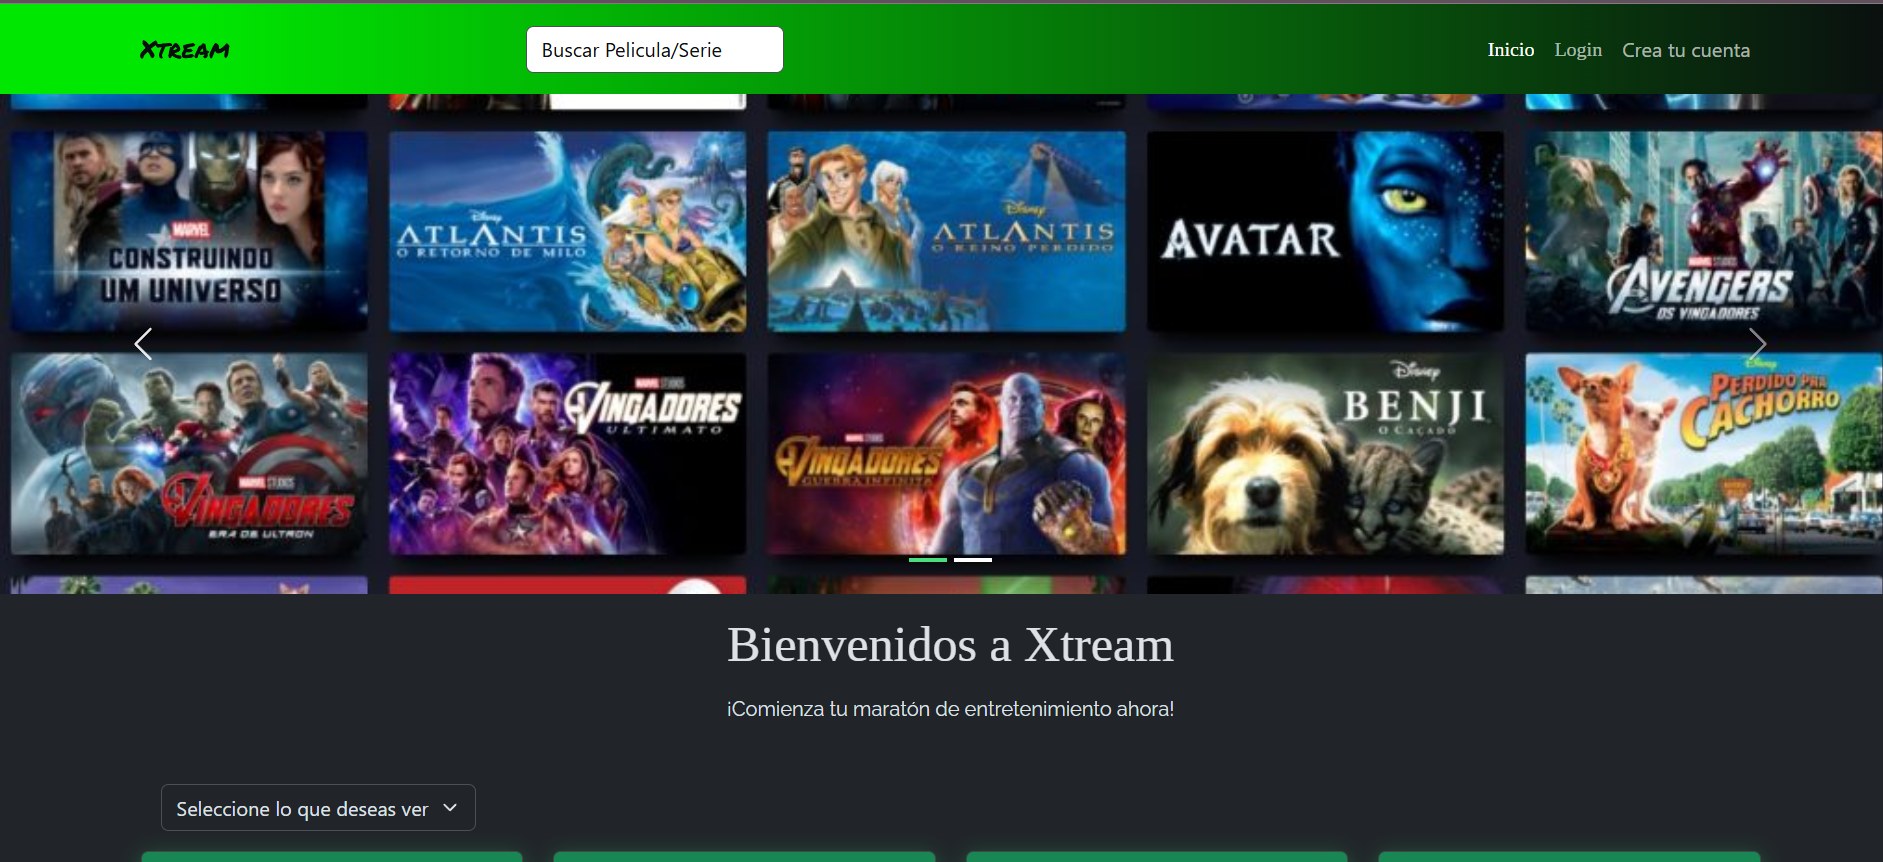 XTREAM
Buscar Pelicula/Serie
Inicio
Login
Crea tu cuenta
MARVEL
CONSTRUINDO
UM UNIVERSO
Disney
ATLANTIS
O RETORNO DE MILO
Disney
ATLANTIS
O REINO PERDIDO
AVATAR
MARVEL STUDIOS
AVENGERS
OS VINGADORES
MARVEL STUDIOS
VINGADORES
ERA DE ULTRON
MARVEL STUDIOS
VINGADORES
ULTIMATO
MARVEL STUDIOS
VINGADORES
GUERRA INFINITA
Disney
BENJI
O CAÇADO
Disney
PERDIDO PRA
CACHORRO
Bienvenidos a Xtream
¡Comienza tu maratón de entretenimiento ahora!
Seleccione lo que deseas ver